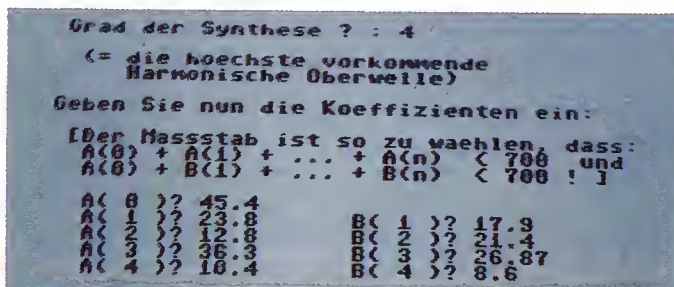 Grad der Synthese ? : 4
(= die hoechste vorkommende
Harmonische Oberwelle)
Geben Sie nun die Koeffizienten ein:
[Der Massstab ist so zu waehlen, dass:
A(0) + A(1) + ... + A(n) < 700 und
A(0) + B(1) + ... + B(n) < 700 ! ]
A( 0 )? 45.4
A( 1 )? 23.8 B( 1 )? 17.9
A( 2 )? 12.8 B( 2 )? 21.4
A( 3 )? 36.3 B( 3 )? 26.87
A( 4 )? 10.4 B( 4 )? 8.6